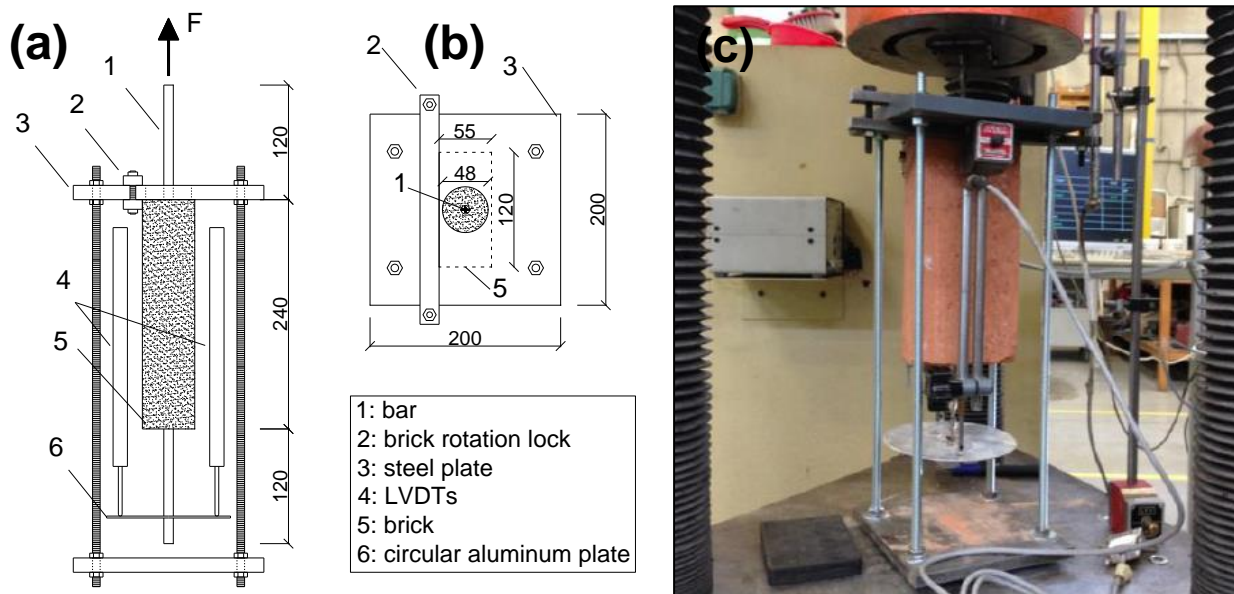 (a)
F
1
2
3
120
240
4
5
6
120
(b)
2
3
55
48
1
120
200
5
200
1: bar
2: brick rotation lock
3: steel plate
4: LVDTs
5: brick
6: circular aluminum plate
(c)